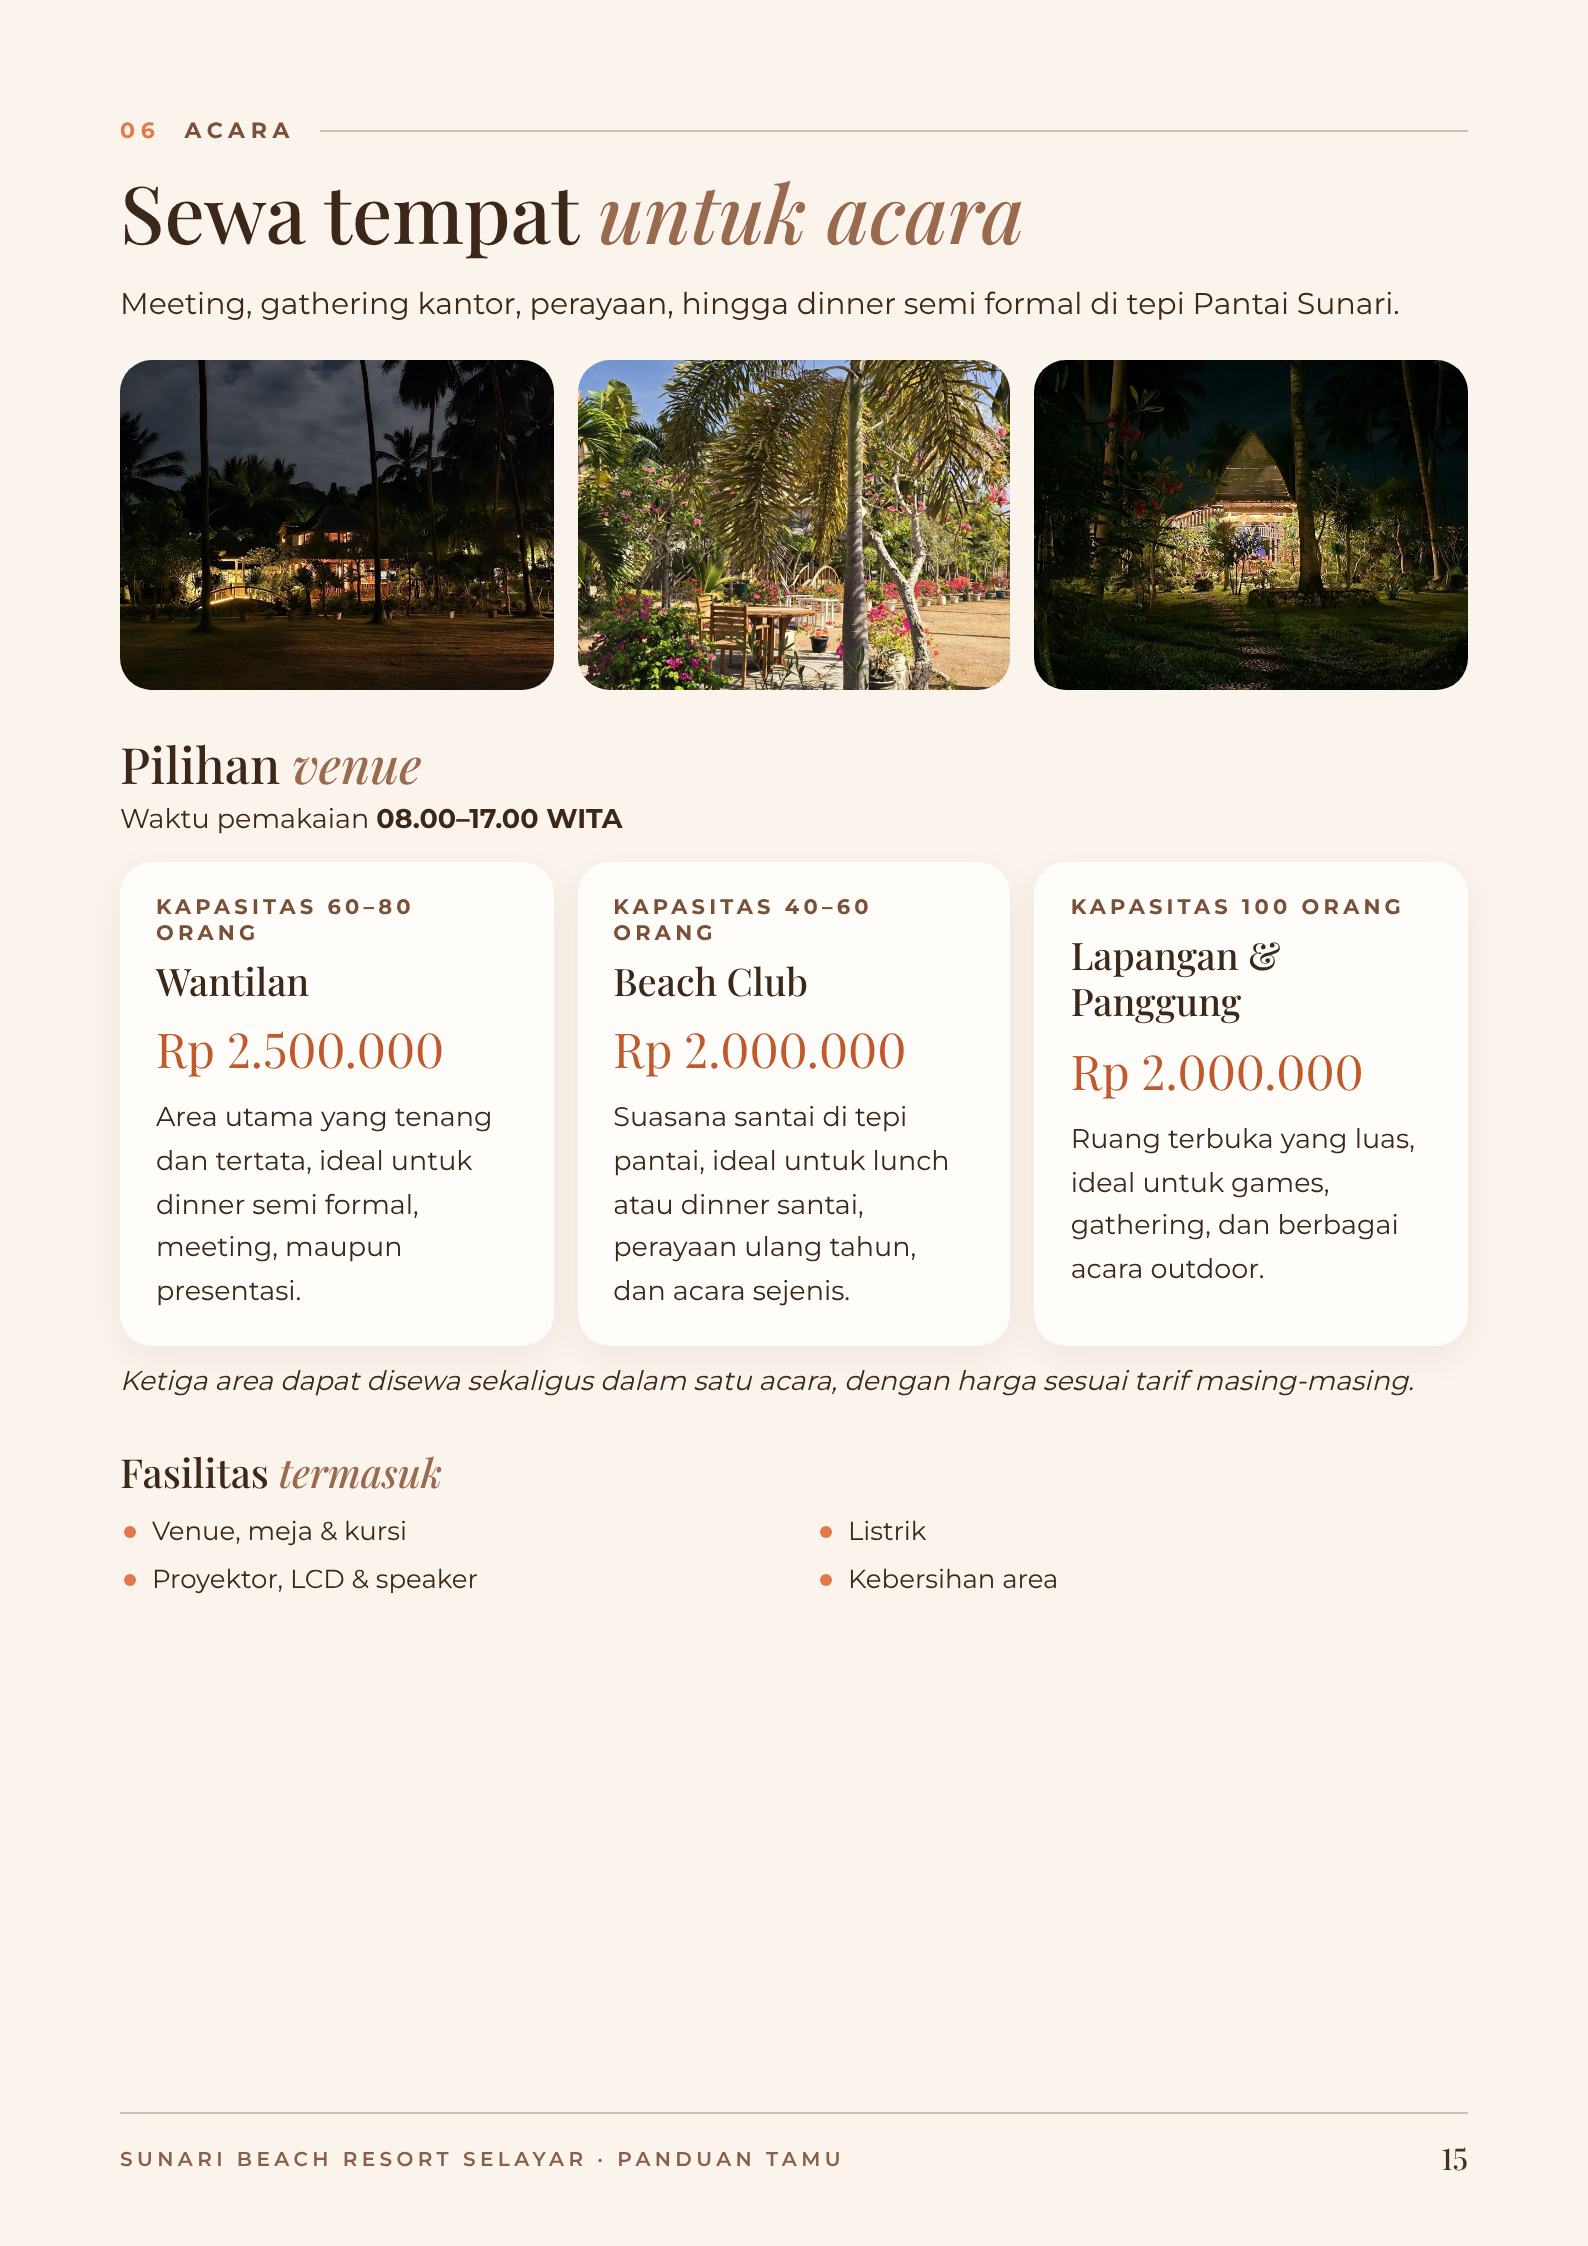 06 ACARA
Sewa tempat untuk acara
Meeting, gathering kantor, perayaan, hingga dinner semi formal di tepi Pantai Sunari.
Pilihan venue
Waktu pemakaian 08.00–17.00 WITA
KAPASITAS 60–80
ORANG
Wantilan
Rp 2.500.000
Area utama yang tenang
dan tertata, ideal untuk
dinner semi formal,
meeting, maupun
presentasi.
KAPASITAS 40–60
ORANG
Beach Club
Rp 2.000.000
Suasana santai di tepi
pantai, ideal untuk lunch
atau dinner santai,
perayaan ulang tahun,
dan acara sejenis.
KAPASITAS 100 ORANG
Lapangan &
Panggung
Rp 2.000.000
Ruang terbuka yang luas,
ideal untuk games,
gathering, dan berbagai
acara outdoor.
Ketiga area dapat disewa sekaligus dalam satu acara, dengan harga sesuai tarif masing-masing.
Fasilitas termasuk
Venue, meja & kursi
Listrik
Proyektor, LCD & speaker
Kebersihan area
SUNARI BEACH RESORT SELAYAR · PANDUAN TAMU
15